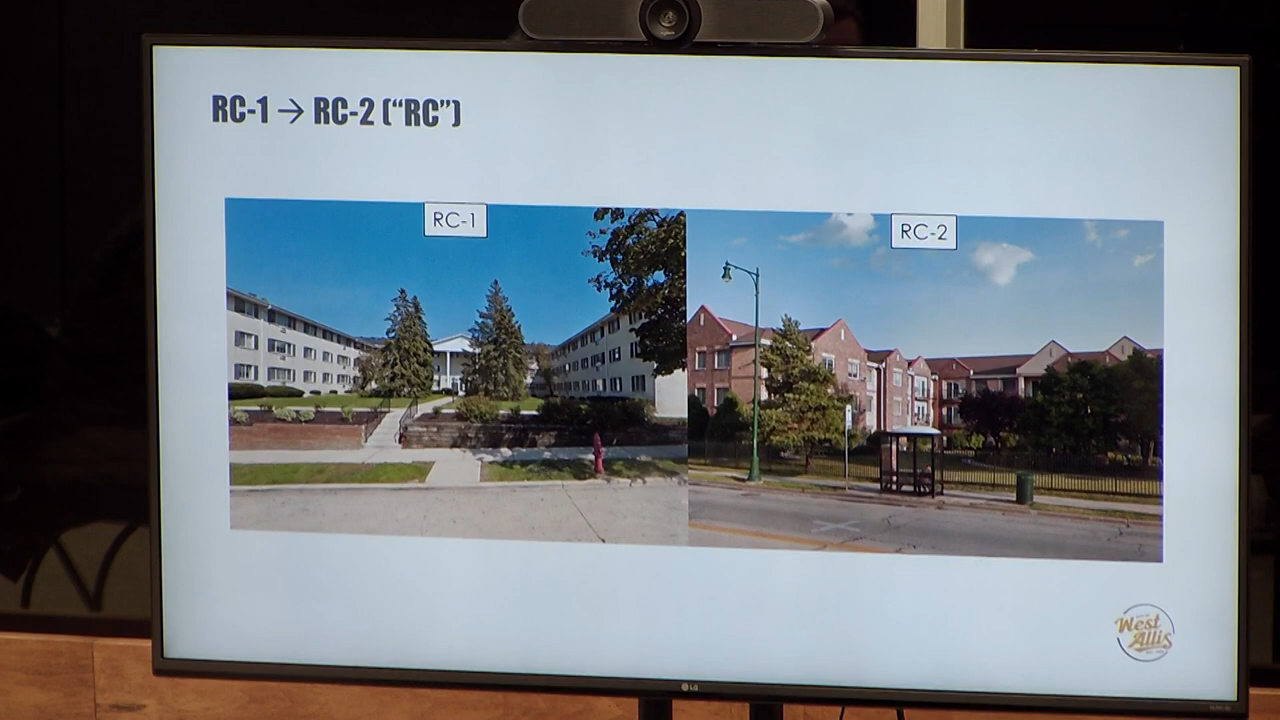 RC-1 → RC-2 (“RC”)
RC-1
RC-2
West
Allis
LG